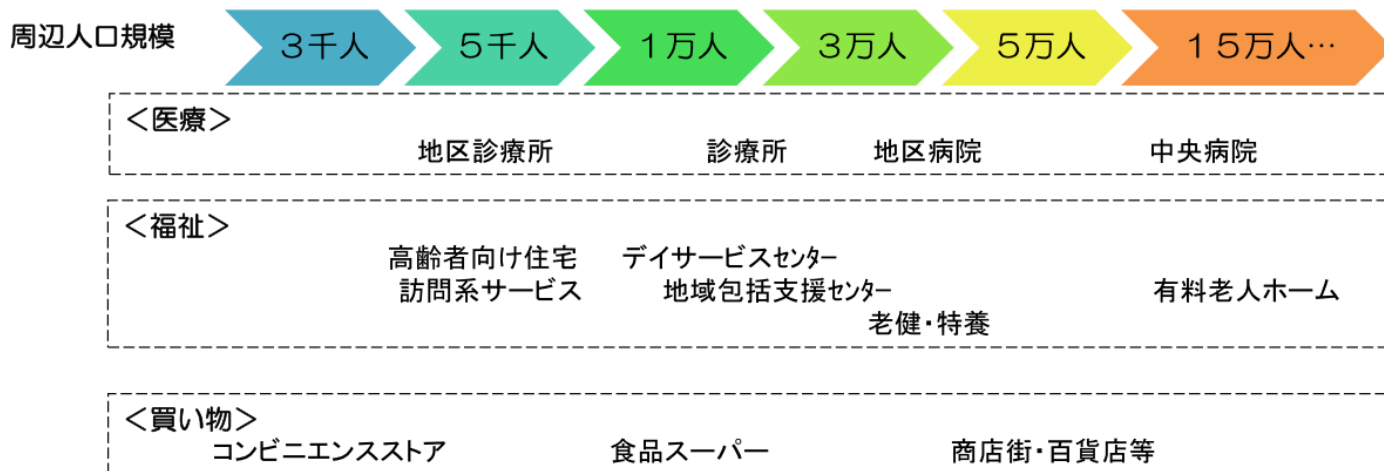 周辺人口規模 ３千人 ５千人 １万人 ３万人 ５万人 １５万人…
＜医療＞
地区診療所 診療所 地区病院 中央病院
＜福祉＞
高齢者向け住宅 デイサービスセンター
訪問系サービス 地域包括支援センター 有料老人ホーム
老健・特養
＜買い物＞
コンビニエンスストア 食品スーパー 商店街・百貨店等